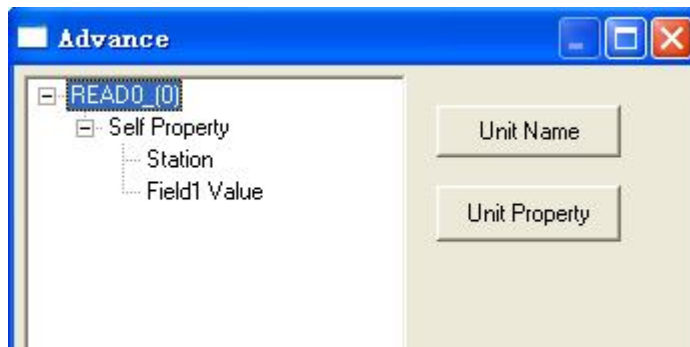 Advance
READ0_(0)
Self Property
Station
Field1 Value
Unit Name
Unit Property